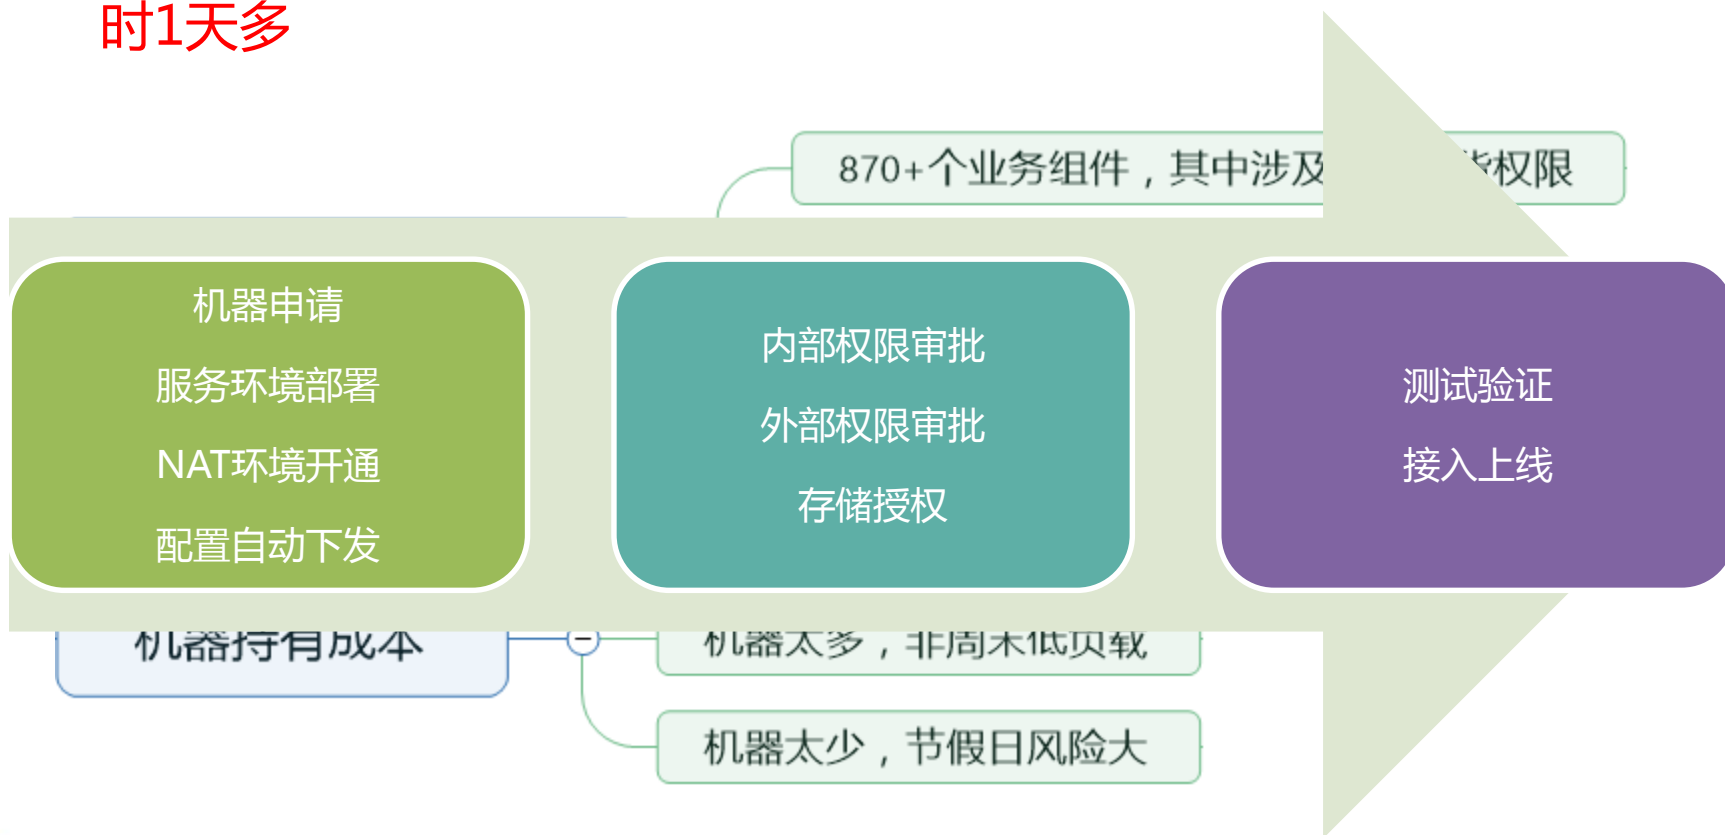 时1天多
870+个业务组件，其中涉及 权限
机器申请
服务环境部署
NAT环境开通
配置自动下发
内部权限审批
外部权限审批
存储授权
测试验证
接入上线
机器持有成本
机器太多，非周末低负载
机器太少，节假日风险大